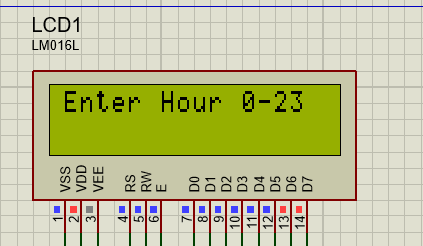 LCD1
LM016L
Enter Hour 0-23
VSS VDD VEE RS RW E D0 D1 D2 D3 D4 D5 D6 D7
1 2 3 4 5 6 7 8 9 10 11 12 13 14